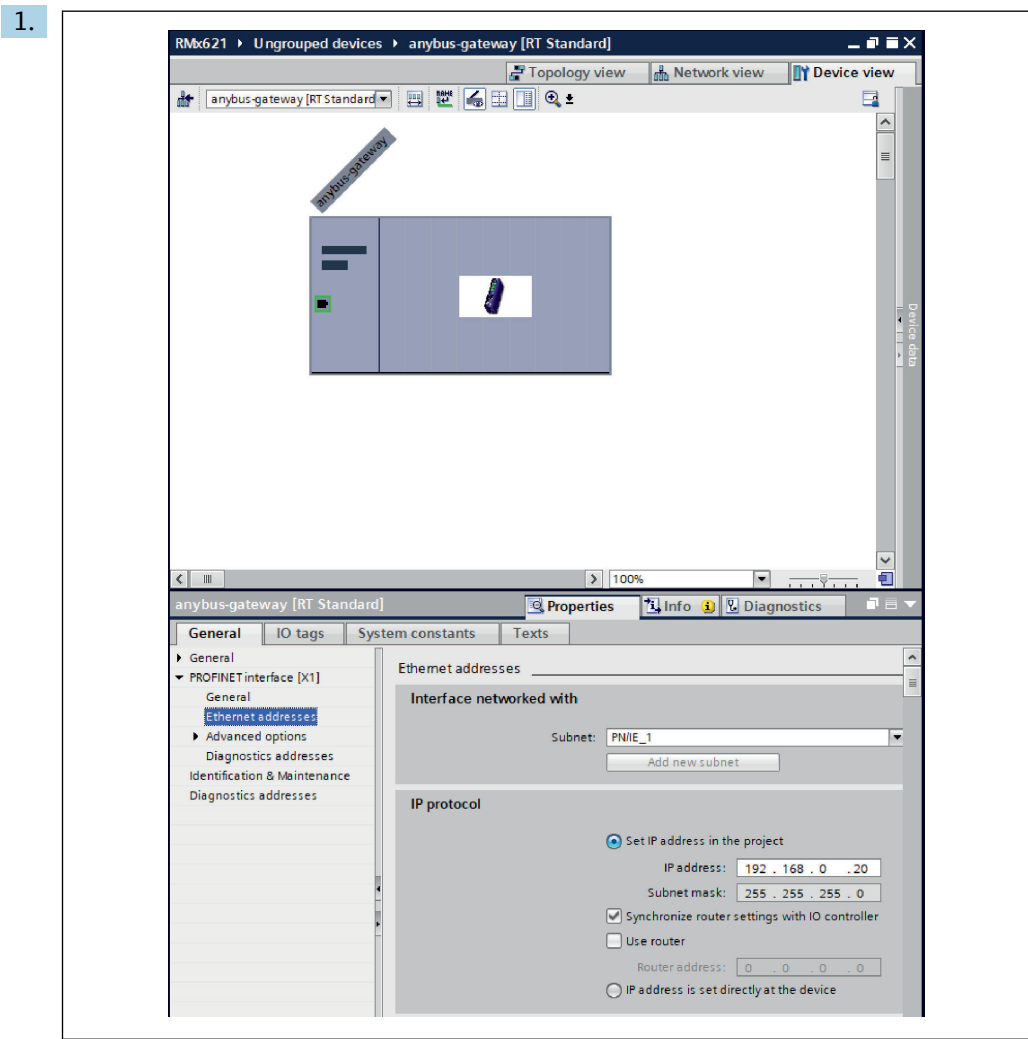 1.
RMx621 ▸ Ungrouped devices ▸ anybus-gateway [RT Standard]
Topology view Network view Device view
anybus-gateway [RT Standard
anybus-gateway
Device data
100%
anybus-gateway [RT Standard] Properties Info Diagnostics
General IO tags System constants Texts
General
PROFINET interface [X1]
General
Ethernet addresses
Advanced options
Diagnostics addresses
Identification & Maintenance
Diagnostics addresses
Ethernet addresses
Interface networked with
Subnet: PN/IE_1
Add new subnet
IP protocol
Set IP address in the project
IP address: 192 . 168 . 0 . 20
Subnet mask: 255 . 255 . 255 . 0
Synchronize router settings with IO controller
Use router
Router address: 0 . 0 . 0 . 0
IP address is set directly at the device